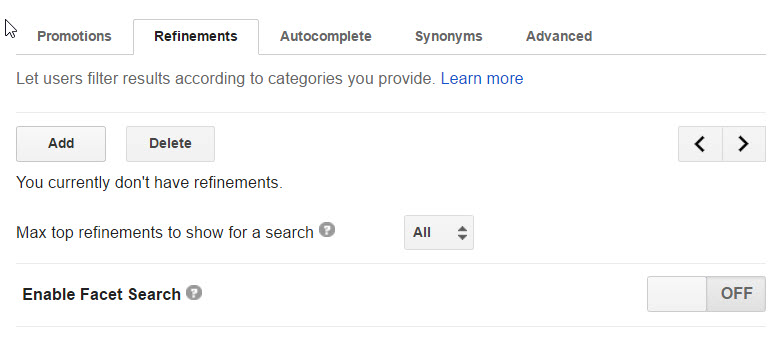 Promotions Refinements Autocomplete Synonyms Advanced
Let users filter results according to categories you provide. Learn more
Add Delete < >
You currently don't have refinements.
Max top refinements to show for a search ? All
Enable Facet Search ? OFF